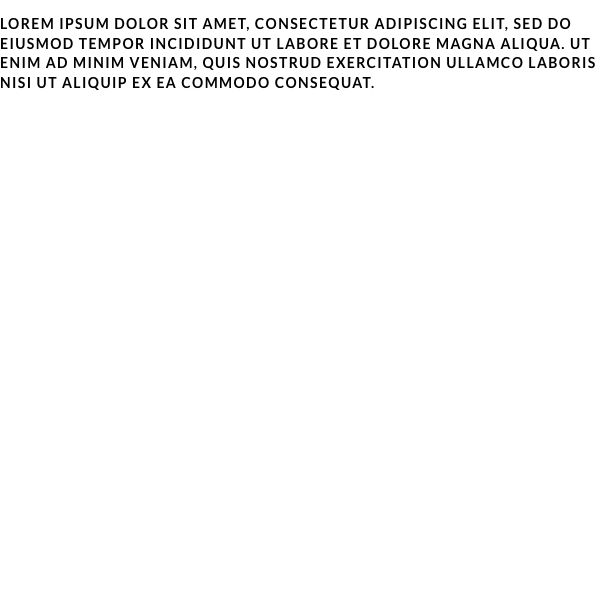 LOREM IPSUM DOLOR SIT AMET, CONSECTETUR ADIPISCING ELIT, SED DO
EIUSMOD TEMPOR INCIDIDUNT UT LABORE ET DOLORE MAGNA ALIQUA. UT
ENIM AD MINIM VENIAM, QUIS NOSTRUD EXERCITATION ULLAMCO LABORIS
NISI UT ALIQUIP EX EA COMMODO CONSEQUAT.